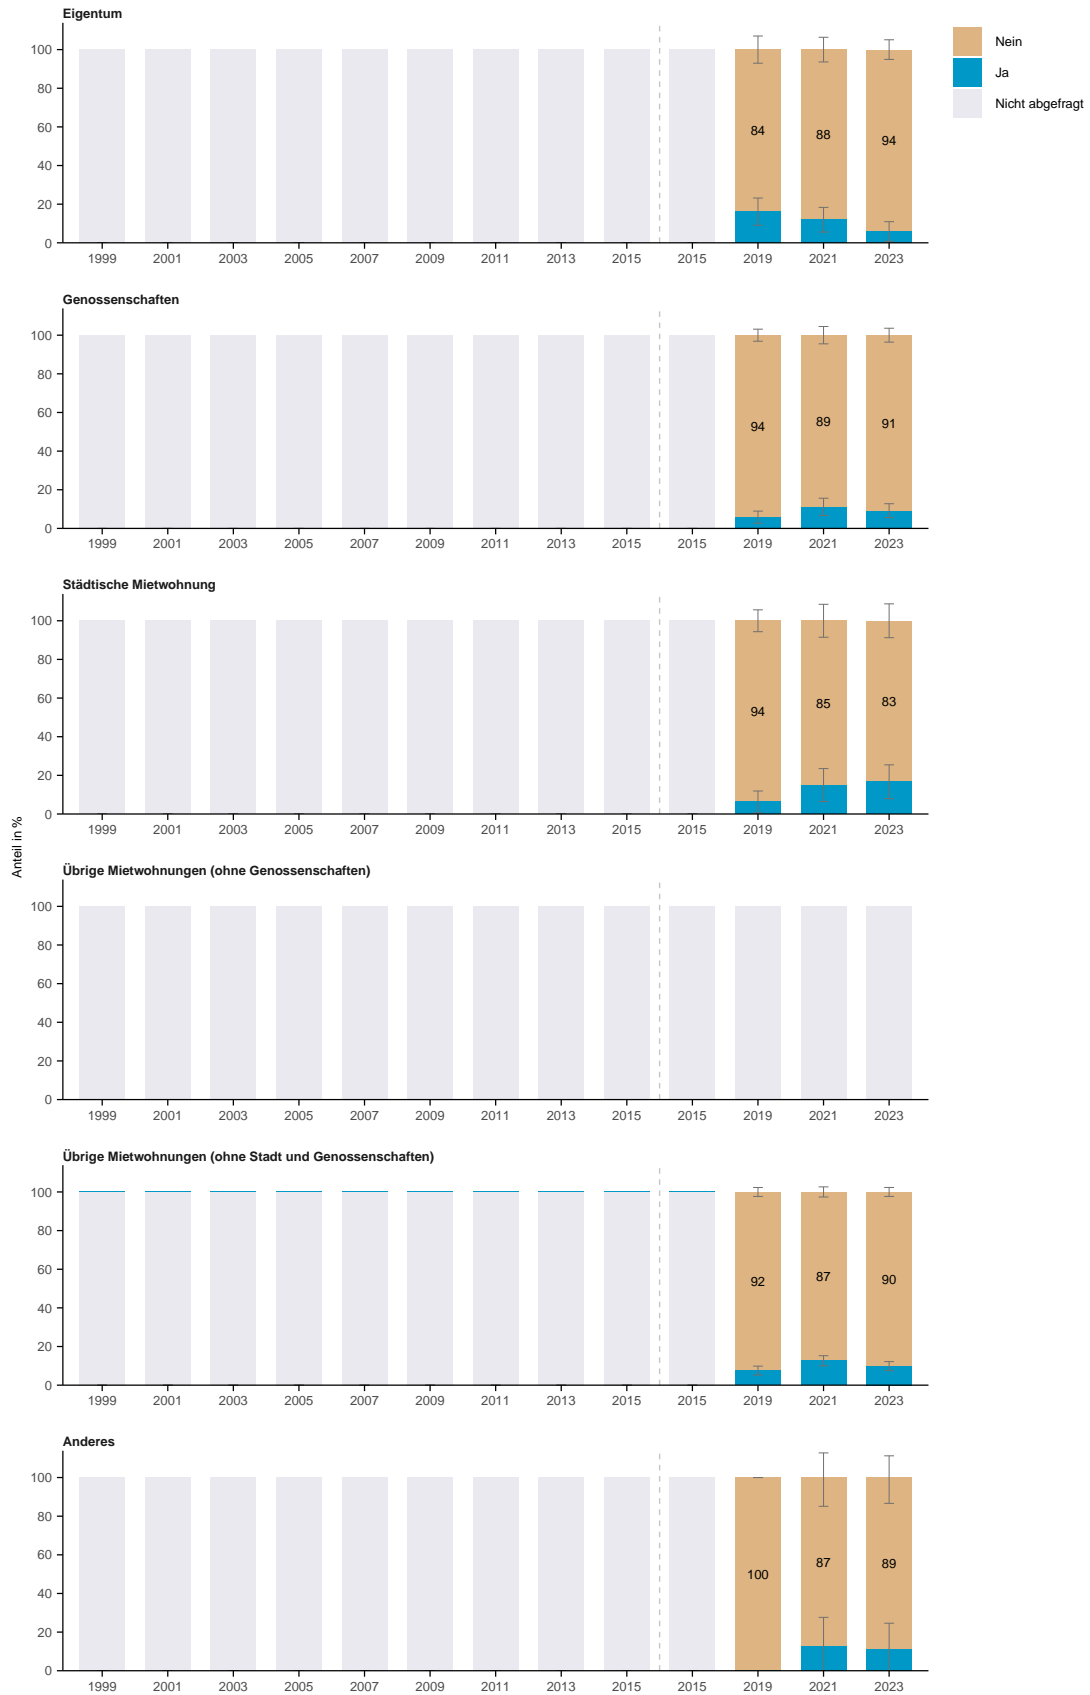 Eigentum
Nein
Ja
Nicht abgefragt
100
80
60
40
20
0
84 88 94
1999 2001 2003 2005 2007 2009 2011 2013 2015 2015 2019 2021 2023
Genossenschaften
100
80
60
40
20
0
94 89 91
1999 2001 2003 2005 2007 2009 2011 2013 2015 2015 2019 2021 2023
Städtische Mietwohnung
100
80
60
40
20
0
94 85 83
1999 2001 2003 2005 2007 2009 2011 2013 2015 2015 2019 2021 2023
Anteil in %
Übrige Mietwohnungen (ohne Genossenschaften)
100
80
60
40
20
0
1999 2001 2003 2005 2007 2009 2011 2013 2015 2015 2019 2021 2023
Übrige Mietwohnungen (ohne Stadt und Genossenschaften)
100
80
60
40
20
0
92 87 90
1999 2001 2003 2005 2007 2009 2011 2013 2015 2015 2019 2021 2023
Anderes
100
80
60
40
20
0
100 87 89
1999 2001 2003 2005 2007 2009 2011 2013 2015 2015 2019 2021 2023